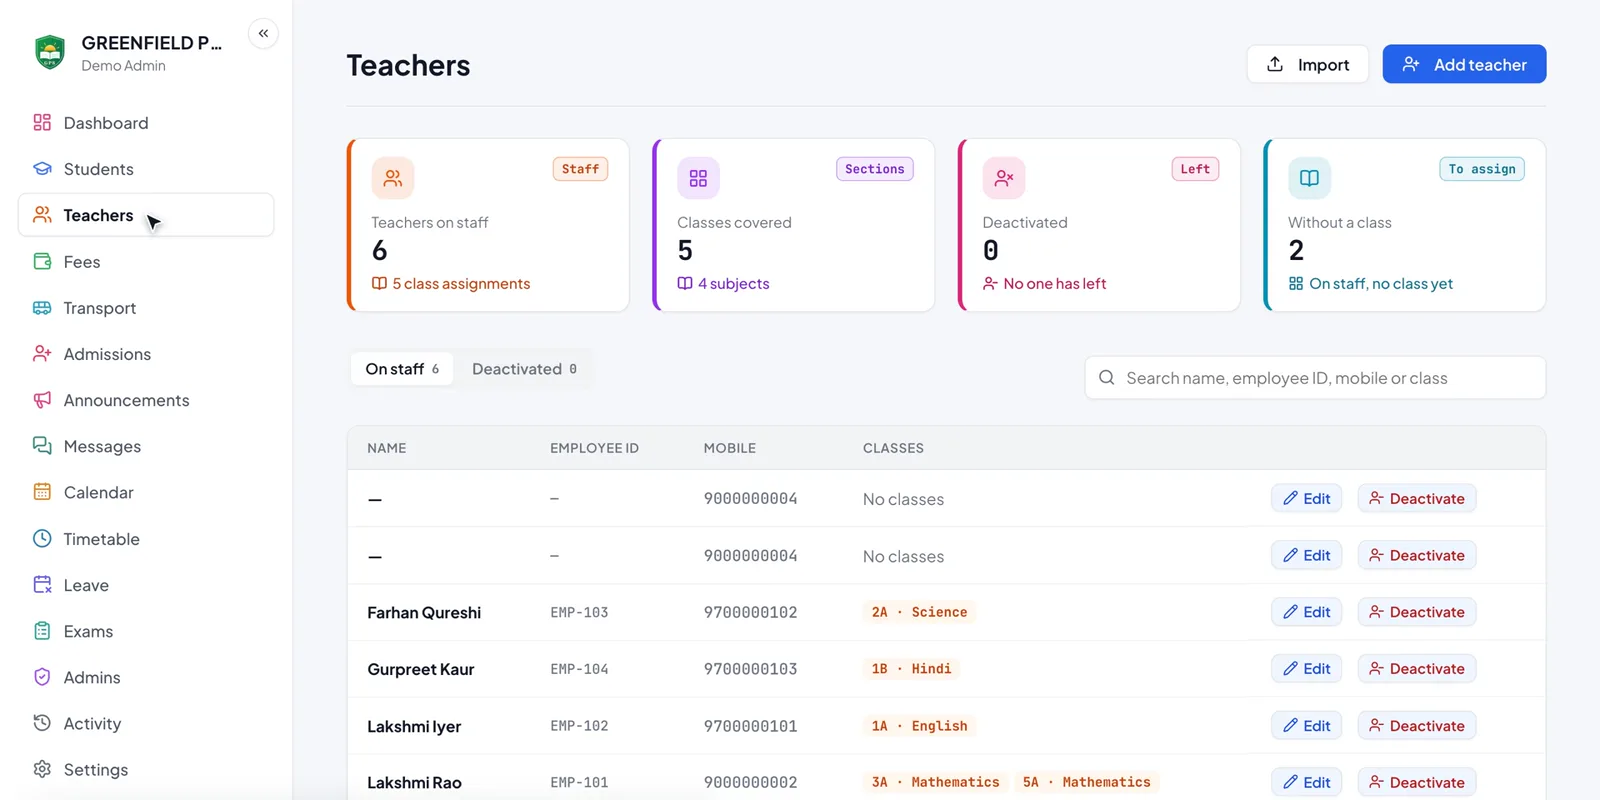 GREENFIELD P...
Demo Admin
Dashboard
Students
Teachers
Fees
Transport
Admissions
Announcements
Messages
Calendar
Timetable
Leave
Exams
Admins
Activity
Settings
Teachers
Import
Add teacher
Staff
Teachers on staff
6
5 class assignments
Sections
Classes covered
5
4 subjects
Left
Deactivated
0
No one has left
To assign
Without a class
2
On staff, no class yet
On staff 6
Deactivated 0
Search name, employee ID, mobile or class
NAME EMPLOYEE ID MOBILE CLASSES
— — 9000000004 No classes Edit Deactivate
— — 9000000004 No classes Edit Deactivate
Farhan Qureshi EMP-103 9700000102 2A · Science Edit Deactivate
Gurpreet Kaur EMP-104 9700000103 1B · Hindi Edit Deactivate
Lakshmi Iyer EMP-102 9700000101 1A · English Edit Deactivate
Lakshmi Rao EMP-101 9000000002 3A · Mathematics 5A · Mathematics Edit Deactivate